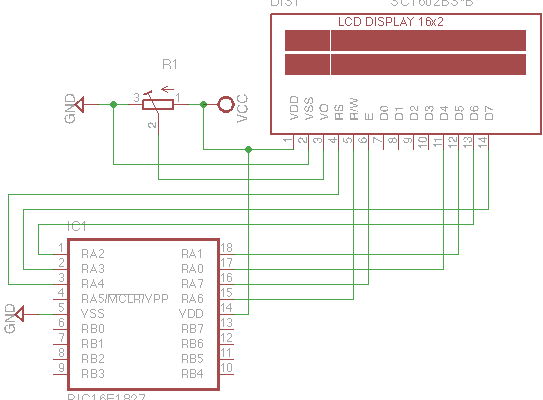 DIS1 SC1602BS*B
LCD DISPLAY 16x2
R1
3 1
2
GND
VCC
VDD VSS VO RS R/W E D0 D1 D2 D3 D4 D5 D6 D7
1 2 3 4 5 6 7 8 9 10 11 12 13 14
IC1
1 RA2 RA1 18
2 RA3 RA0 17
3 RA4 RA7 16
4 RA5/MCLR/VPP RA6 15
5 VSS VDD 14
6 RB0 RB7 13
7 RB1 RB6 12
8 RB2 RB5 11
9 RB3 RB4 10
GND
PIC16F1827